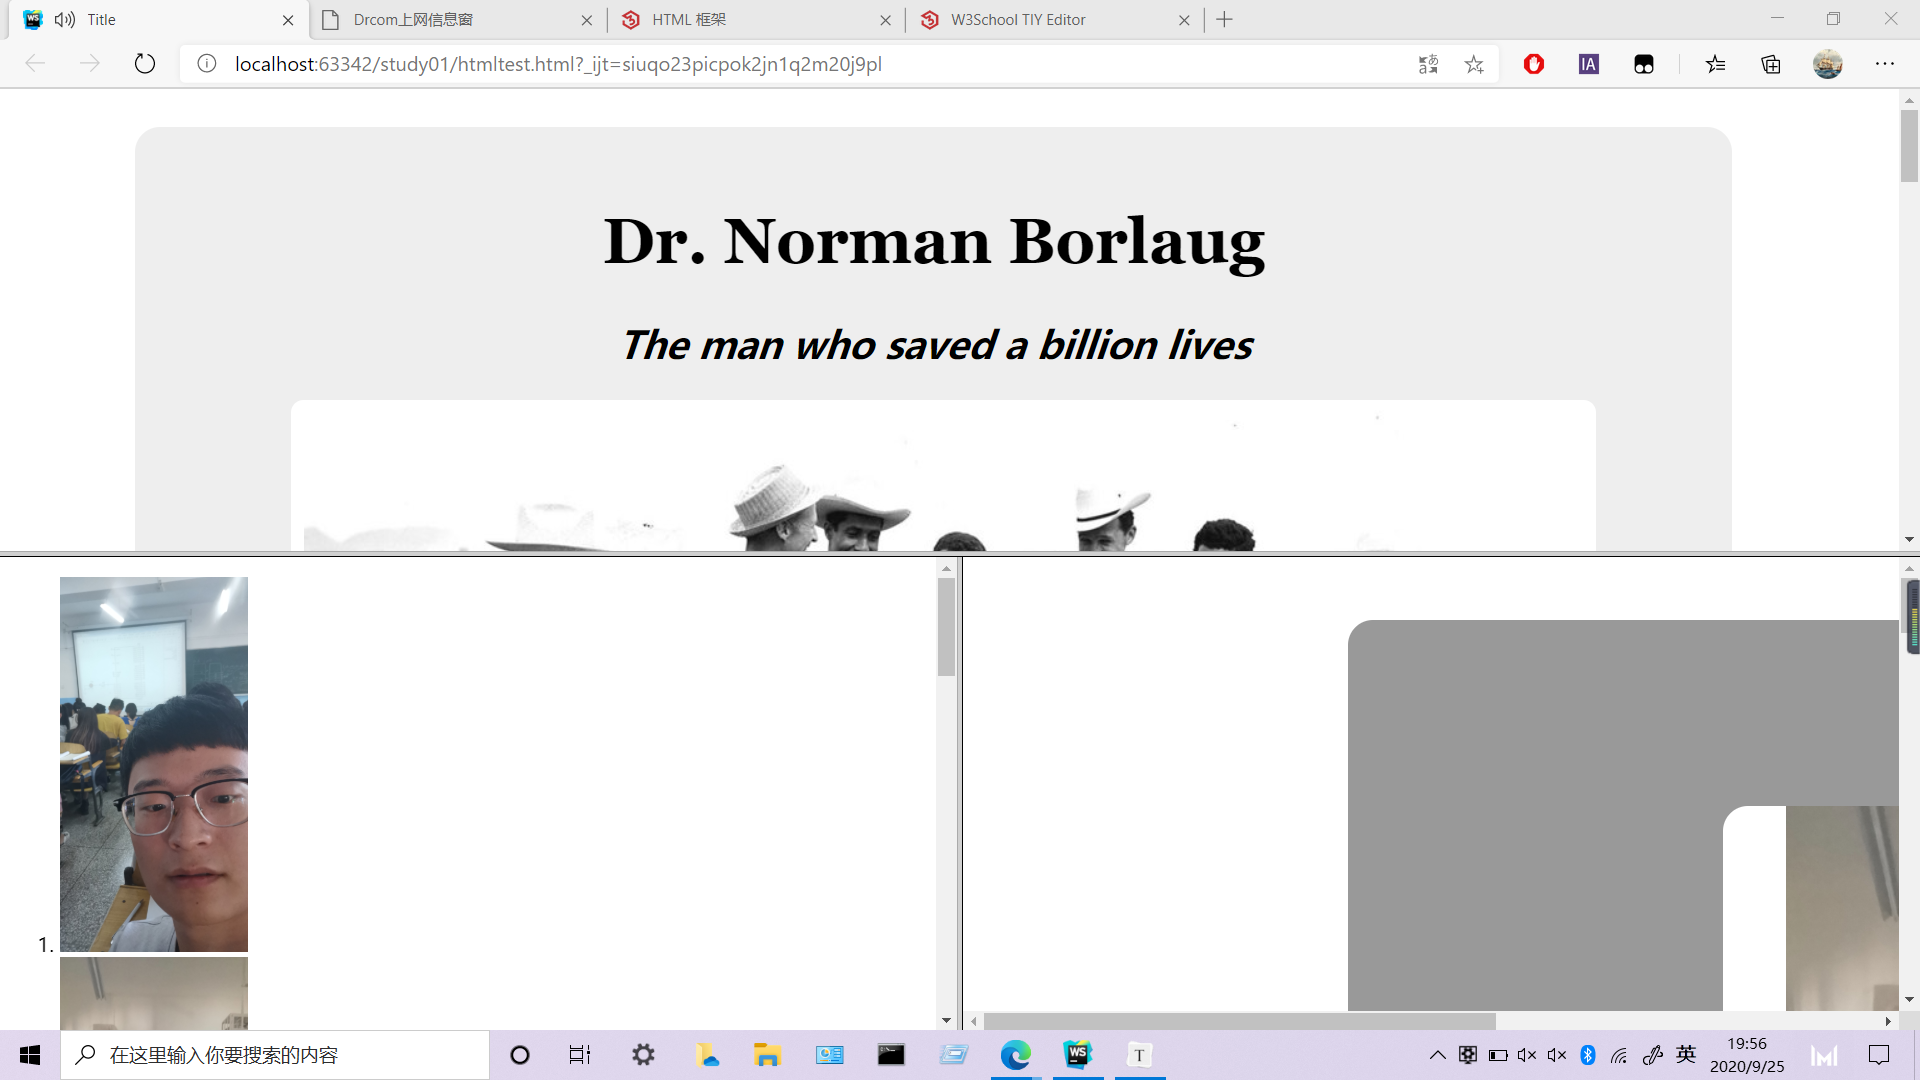 Title
Drcom上网信息窗
HTML 框架
W3School TIY Editor
localhost:63342/study01/htmltest.html?_ijt=siuqo23picpok2jn1q2m20j9pl
IA
Dr. Norman Borlaug
The man who saved a billion lives
1.
在这里输入你要搜索的内容
WS
T
英
19:56
2020/9/25